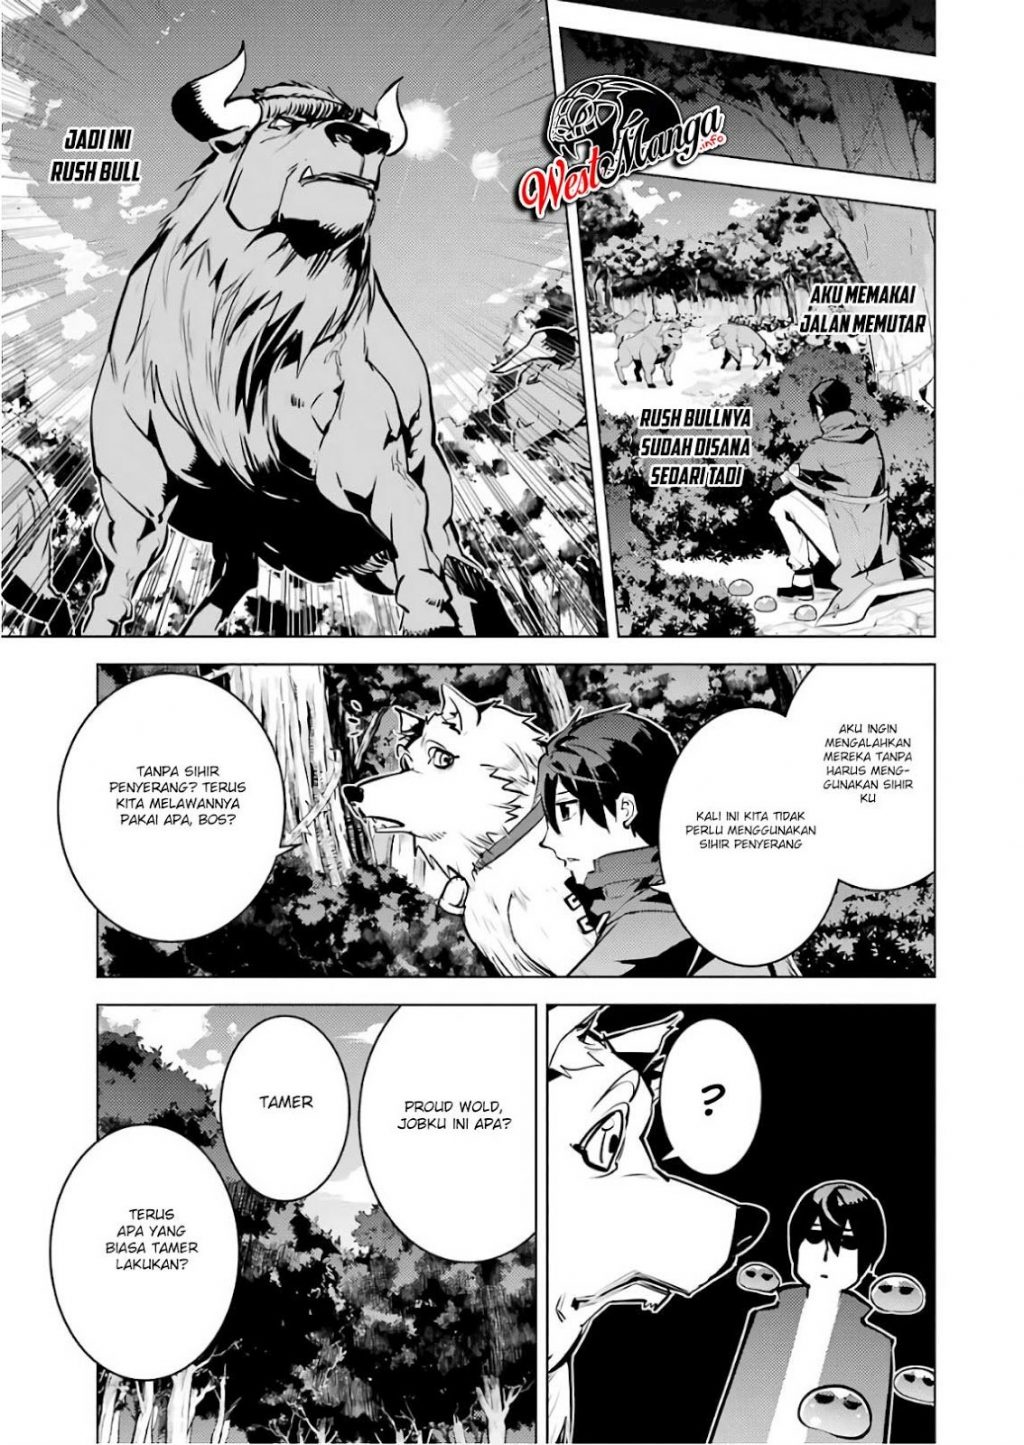 WEST MANGA
.info
AKU MEMAKAI
JALAN MEMUTAR
RUSH BULLNYA
SUDAH DISANA
SEDARI TADI
JADI INI
RUSH BULL
AKU INGIN
MENGALAHKAN
MEREKA TANPA
HARUS MENG-
GUNAKAN SIHIR
KU
KALI INI KITA TIDAK
PERLU MENGGUNAKAN
SIHIR PENYERANG
TANPA SIHIR
PENYERANG? TERUS
KITA MELAWANNYA
PAKAI APA, BOS?
?
PROUD WOLD,
JOBKU INI APA?
TAMER
TERUS
APA YANG
BIASA TAMER
LAKUKAN?